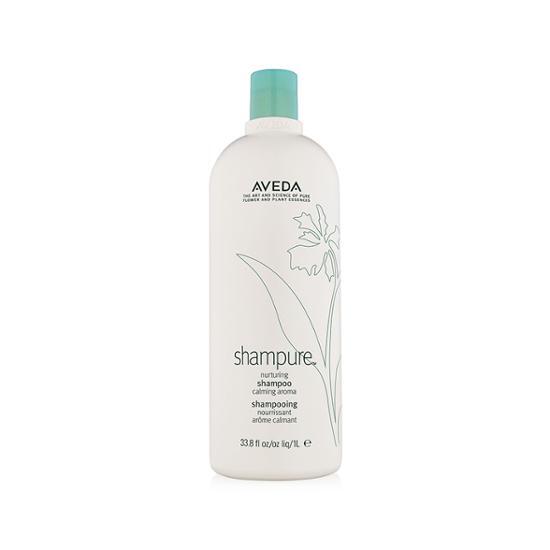 AVEDA
THE ART AND SCIENCE OF PURE
FLOWER AND PLANT ESSENCES
shampure™
nurturing
shampoo
calming aroma
shampooing
nourrissant
arôme calmant
33.8 fl oz/oz liq/1L ℮